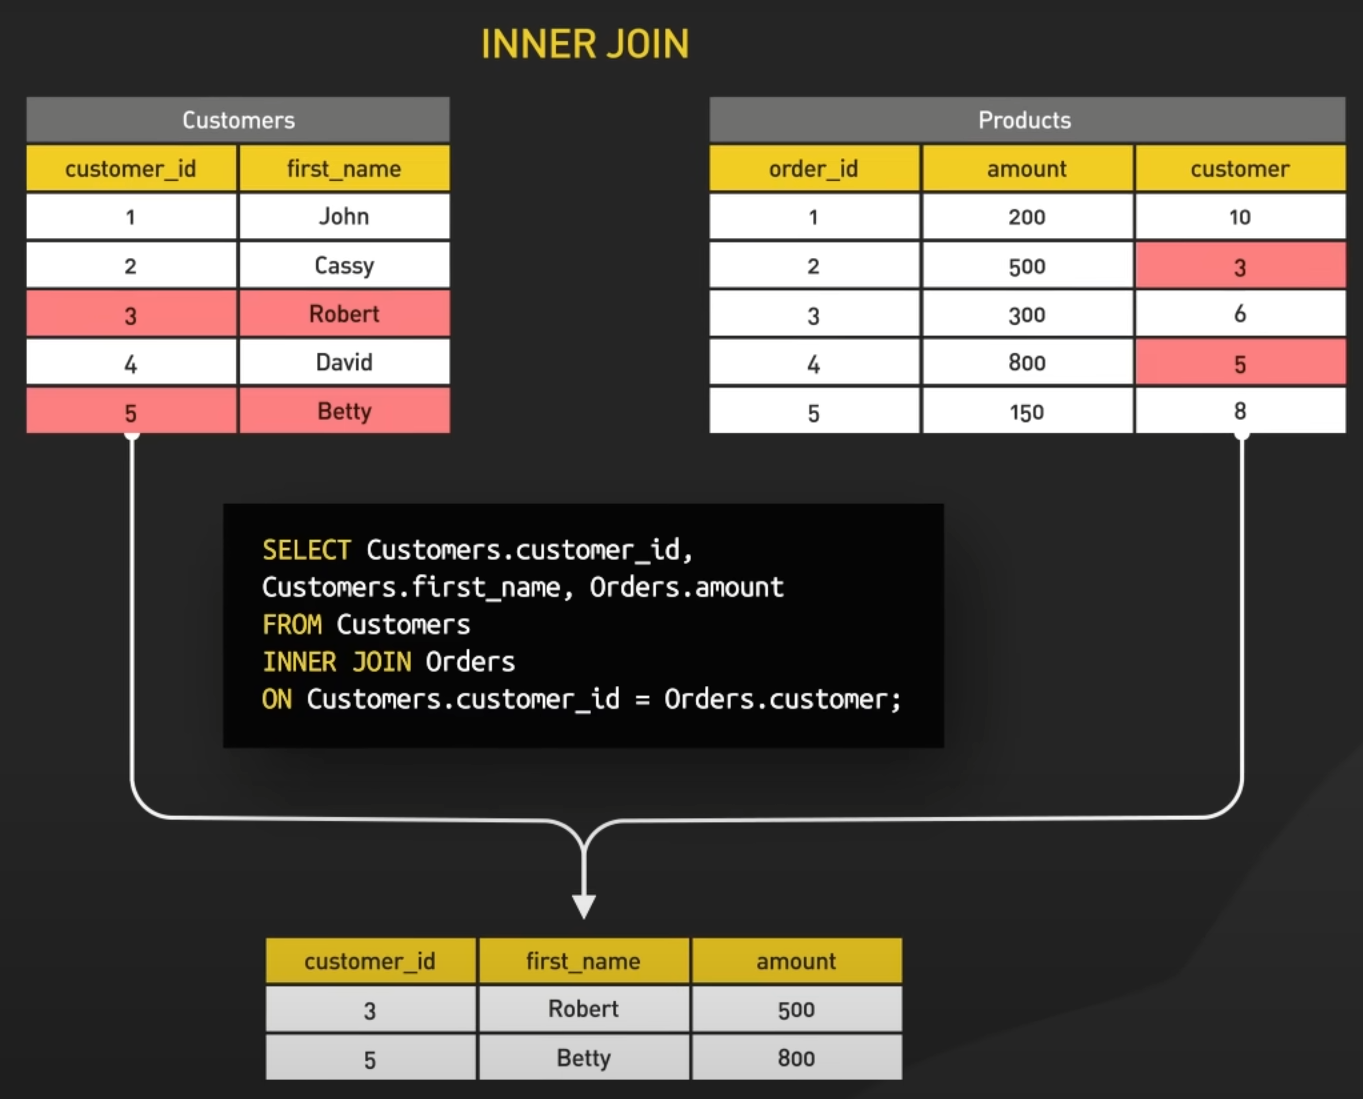 INNER JOIN
Customers
customer_id first_name
1 John
2 Cassy
3 Robert
4 David
5 Betty
Products
order_id amount customer
1 200 10
2 500 3
3 300 6
4 800 5
5 150 8
SELECT Customers.customer_id,
Customers.first_name, Orders.amount
FROM Customers
INNER JOIN Orders
ON Customers.customer_id = Orders.customer;
customer_id first_name amount
3 Robert 500
5 Betty 800